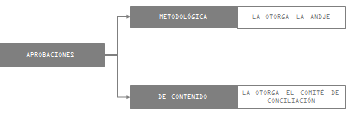 METODOLÓGICA
LA OTORGA LA ANDJE
APROBACIONES
DE CONTENIDO
LA OTORGA EL COMITÉ DE
CONCILIACIÓN